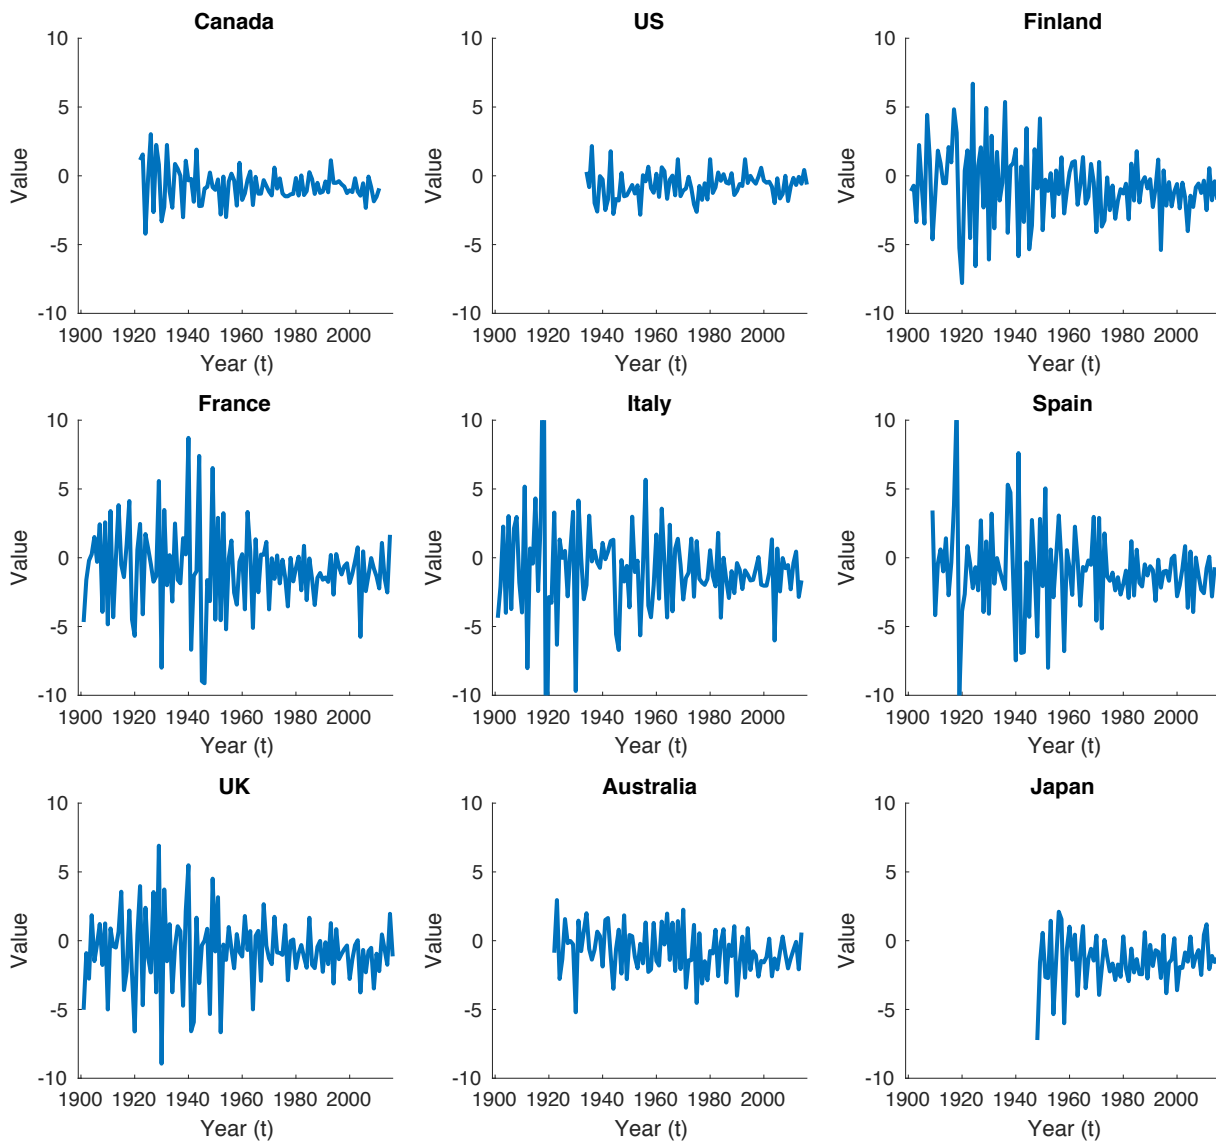 Canada US Finland
10 10 10
5 5 5
0 0 0
-5 -5 -5
-10 -10 -10
Value Value Value
1900 1920 1940 1960 1980 2000 1900 1920 1940 1960 1980 2000 1900 1920 1940 1960 1980 2000
Year (t) Year (t) Year (t)
France Italy Spain
10 10 10
5 5 5
0 0 0
-5 -5 -5
-10 -10 -10
Value Value Value
1900 1920 1940 1960 1980 2000 1900 1920 1940 1960 1980 2000 1900 1920 1940 1960 1980 2000
Year (t) Year (t) Year (t)
UK Australia Japan
10 10 10
5 5 5
0 0 0
-5 -5 -5
-10 -10 -10
Value Value Value
1900 1920 1940 1960 1980 2000 1900 1920 1940 1960 1980 2000 1900 1920 1940 1960 1980 2000
Year (t) Year (t) Year (t)